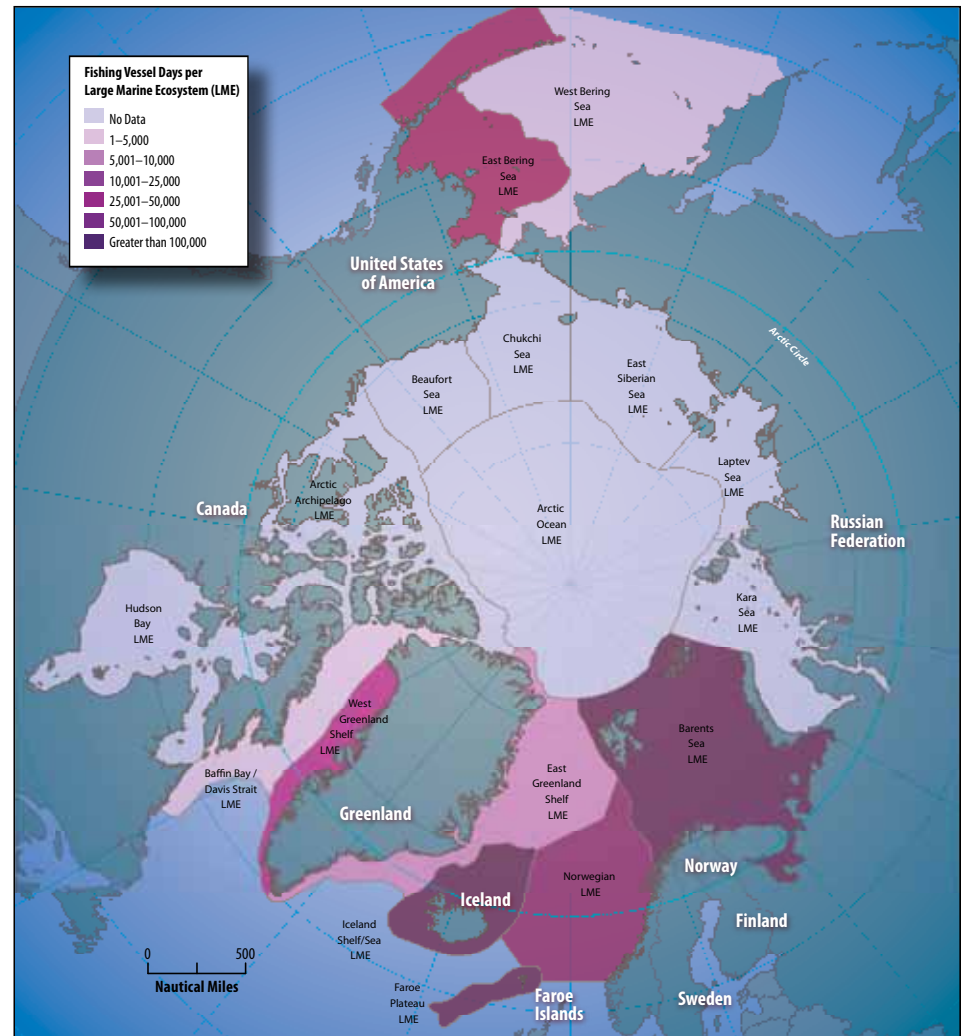 Fishing Vessel Days per
Large Marine Ecosystem (LME)
No Data
1–5,000
5,001–10,000
10,001–25,000
25,001–50,000
50,001–100,000
Greater than 100,000
West Bering
Sea
LME
East Bering
Sea
LME
United States
of America
Chukchi
Sea
LME
Arctic Circle
Beaufort
Sea
LME
East
Siberian
Sea
LME
Laptev
Sea
LME
Arctic
Archipelago
LME
Canada
Arctic
Ocean
LME
Russian
Federation
Hudson
Bay
LME
Kara
Sea
LME
West
Greenland
Shelf
LME
Barents
Sea
LME
Baffin Bay /
Davis Strait
LME
East
Greenland
Shelf
LME
Greenland
Norway
Norwegian
LME
Iceland
Iceland
Shelf/Sea
LME
Finland
0 500
Nautical Miles
Faroe
Plateau
LME
Faroe
Islands
Sweden